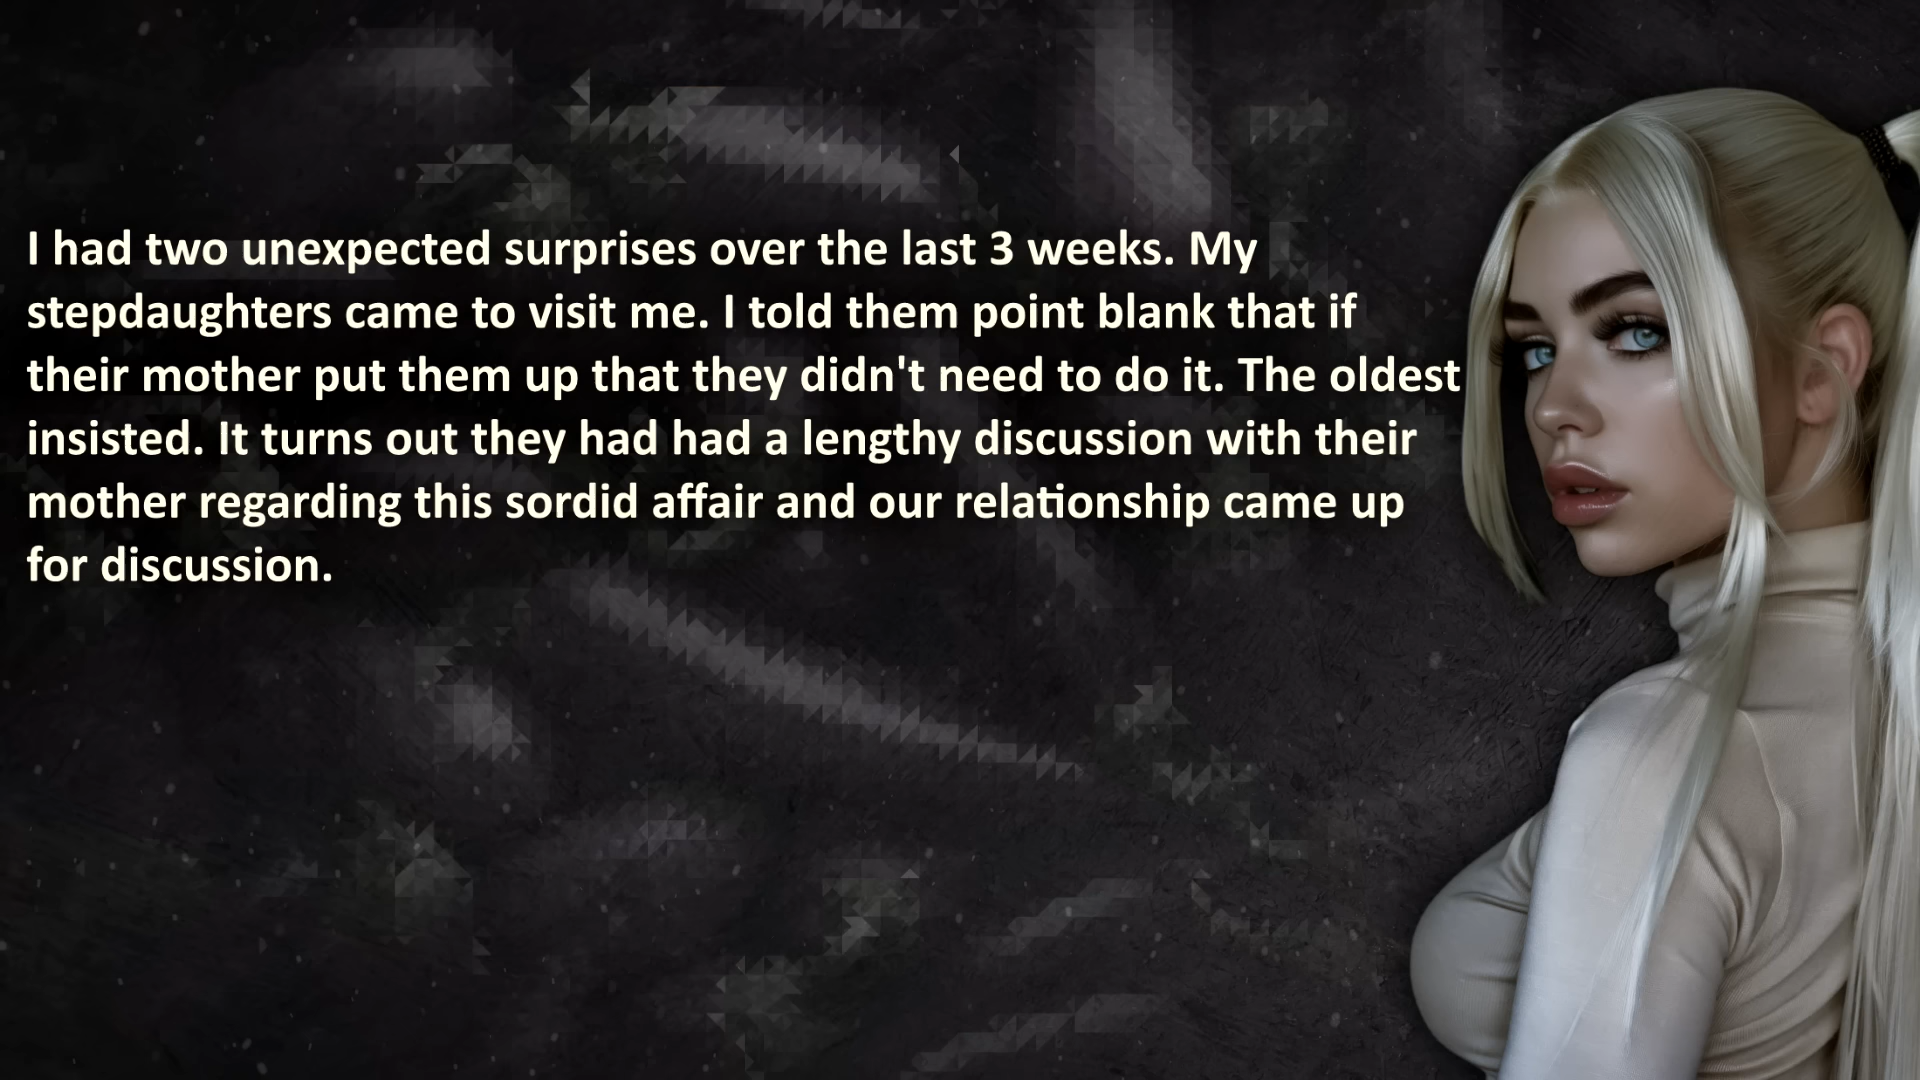 I had two unexpected surprises over the last 3 weeks. My
stepdaughters came to visit me. I told them point blank that if
their mother put them up that they didn't need to do it. The oldest
insisted. It turns out they had had a lengthy discussion with their
mother regarding this sordid affair and our relationship came up
for discussion.